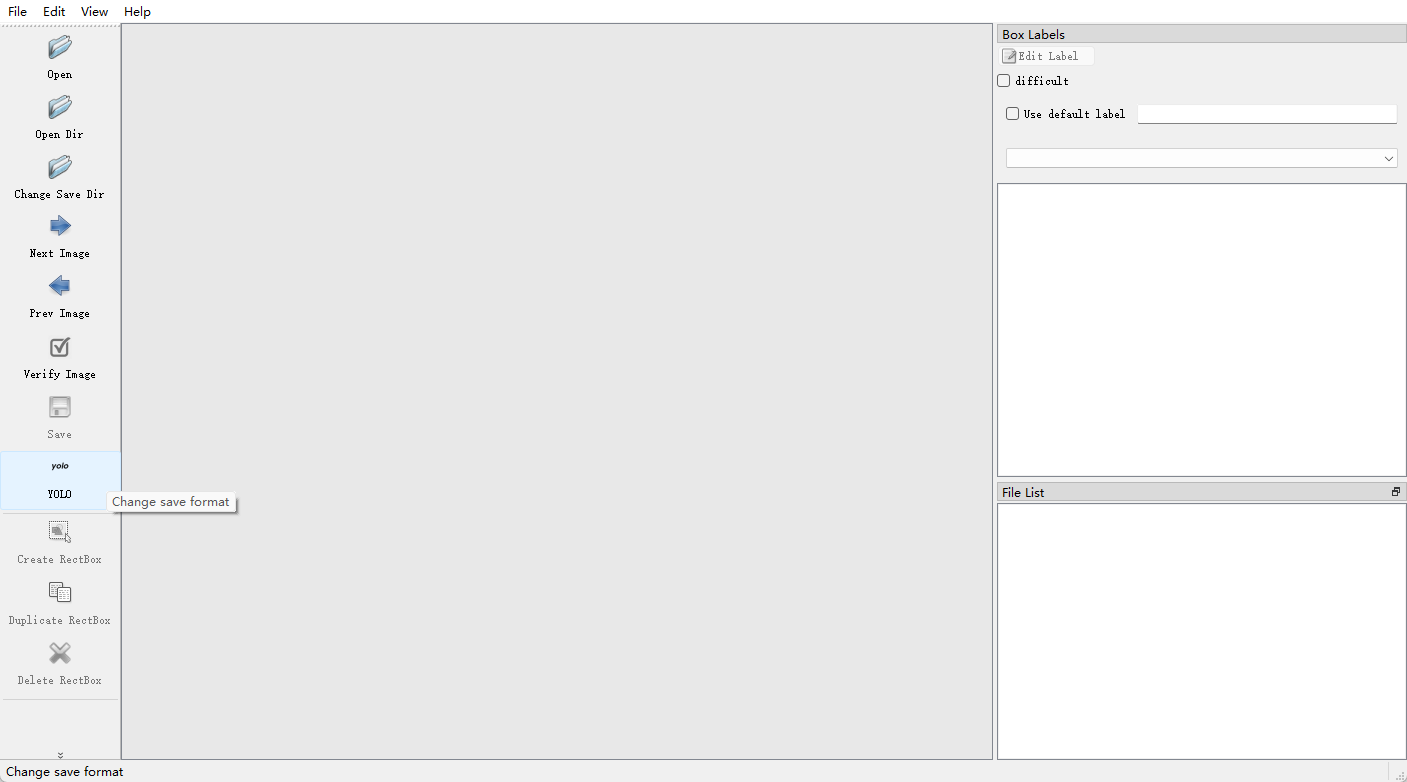 File Edit View Help
Open
Open Dir
Change Save Dir
Next Image
Prev Image
Verify Image
Save
yolo
YOLO
Change save format
Create RectBox
Duplicate RectBox
Delete RectBox
Box Labels
Edit Label
difficult
Use default label
File List
Change save format